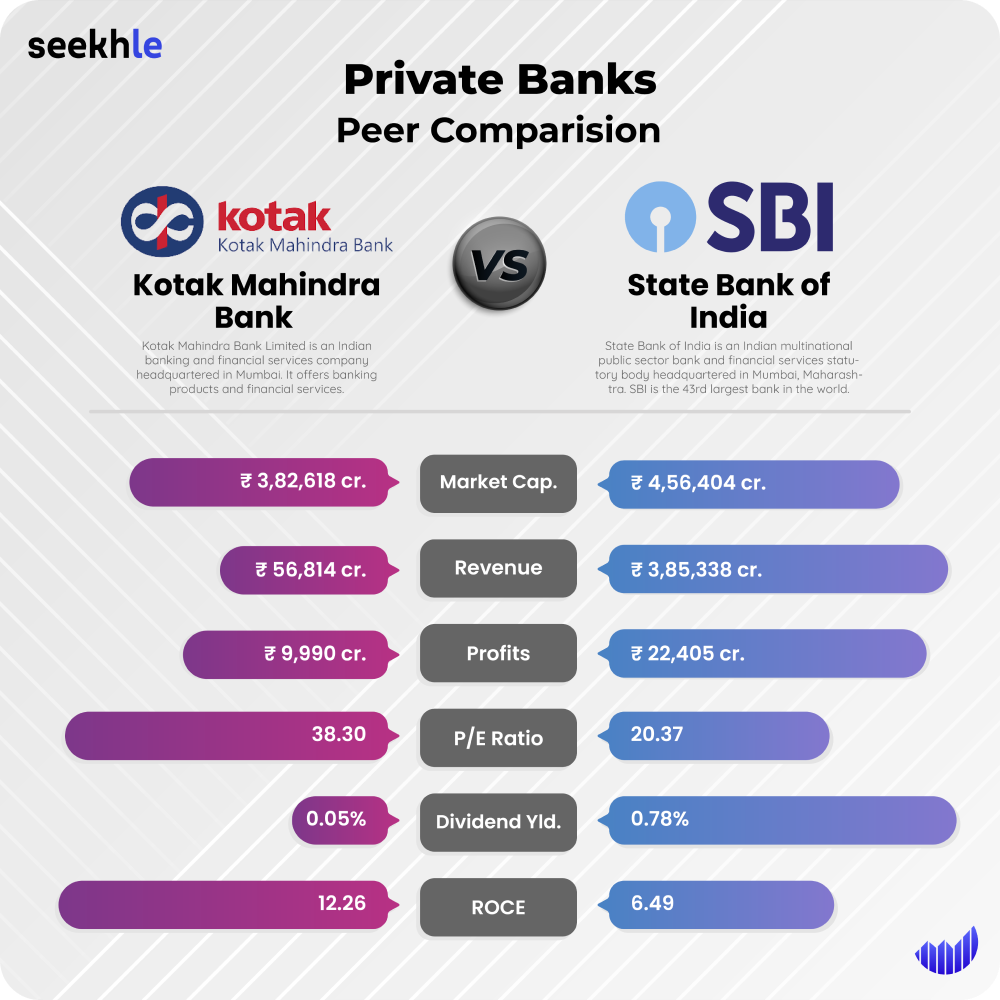 seekhle
Private Banks
Peer Comparision
kotak
Kotak Mahindra Bank
SBI
VS
Kotak Mahindra
Bank
Kotak Mahindra Bank Limited is an Indian
banking and financial services company
headquartered in Mumbai. It offers banking
products and financial services.
State Bank of
India
State Bank of India is an Indian multinational
public sector bank and financial services statu-
tory body headquartered in Mumbai, Maharash-
tra. SBI is the 43rd largest bank in the world.
₹ 3,82,618 cr.
Market Cap.
₹ 4,56,404 cr.
₹ 56,814 cr.
Revenue
₹ 3,85,338 cr.
₹ 9,990 cr.
Profits
₹ 22,405 cr.
38.30
P/E Ratio
20.37
0.05%
Dividend Yld.
0.78%
12.26
ROCE
6.49